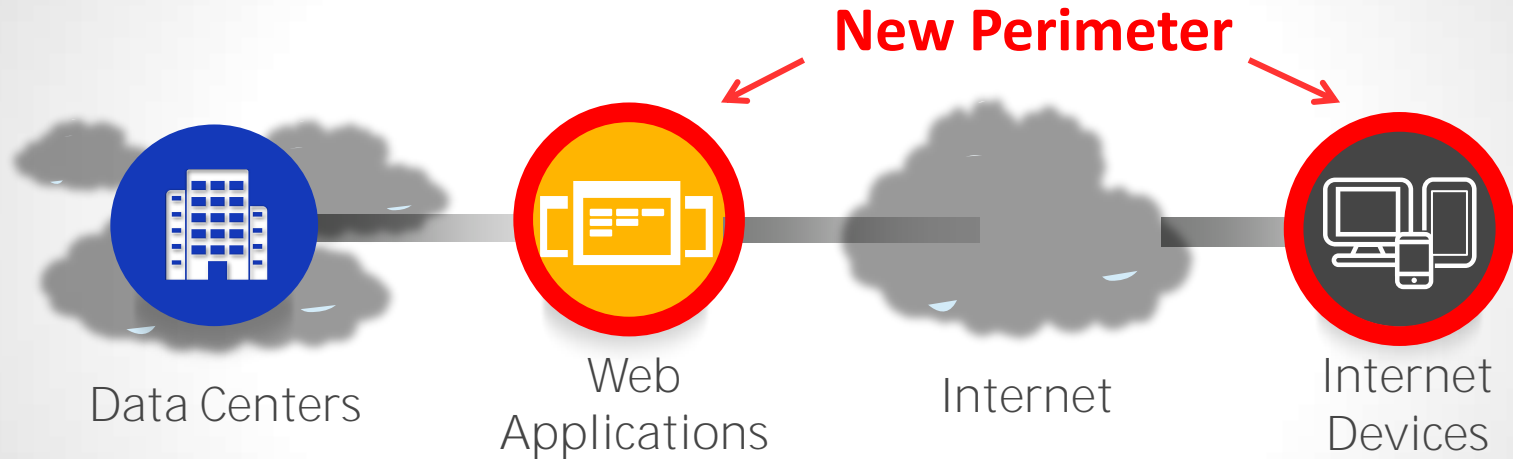 New Perimeter
Data Centers
Web
Applications
Internet
Internet
Devices